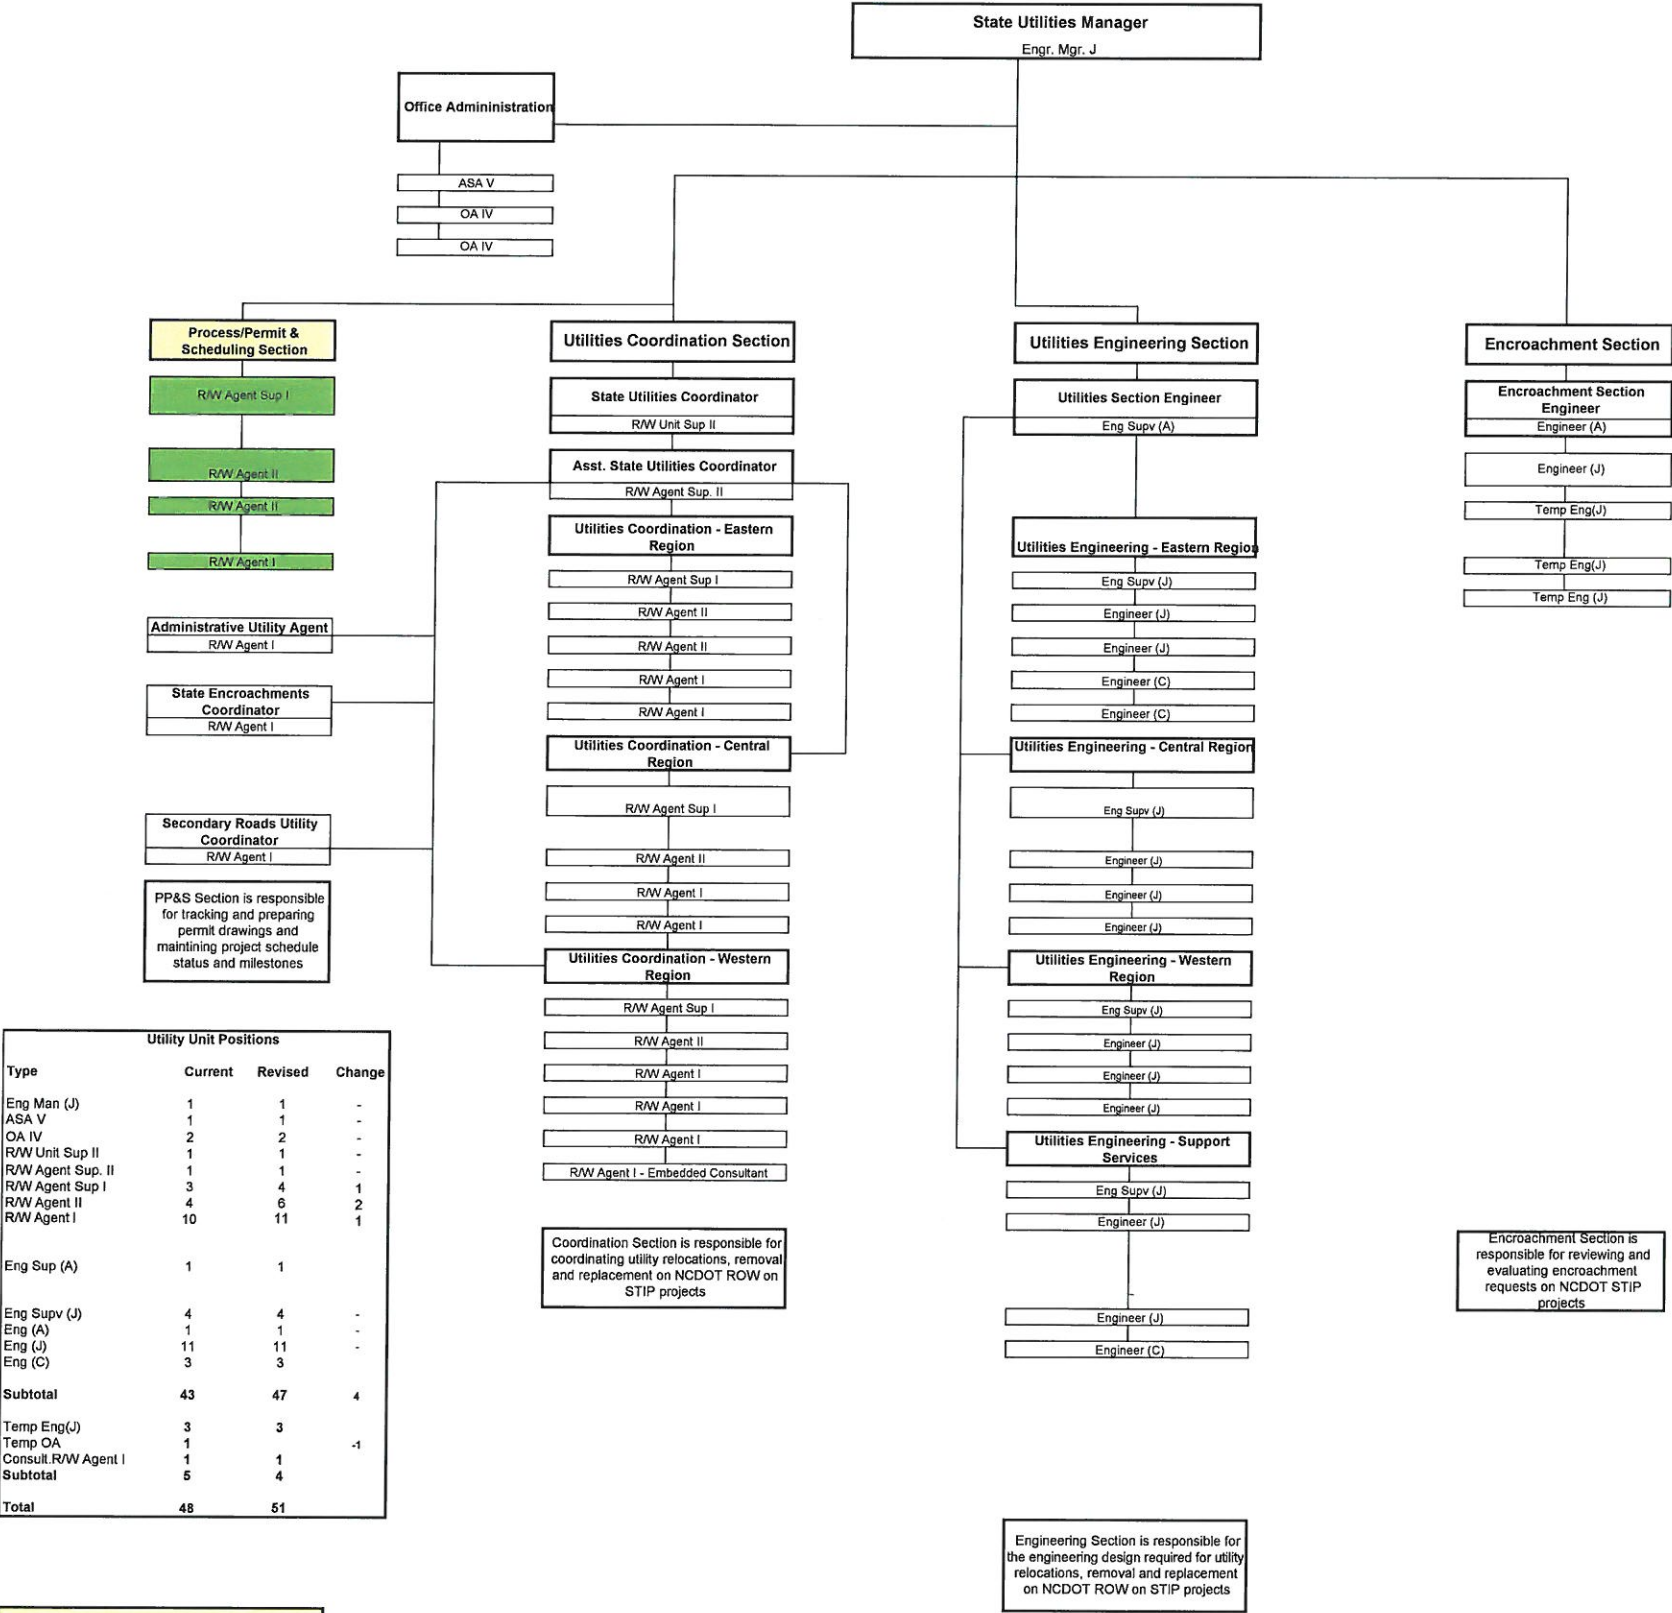 State Utilities Manager
Engr. Mgr. J
Office Admininistration
ASA V
OA IV
OA IV
Process/Permit &
Scheduling Section
R/W Agent Sup I
R/W Agent II
R/W Agent II
R/W Agent I
Administrative Utility Agent
R/W Agent I
State Encroachments
Coordinator
R/W Agent I
Secondary Roads Utility
Coordinator
R/W Agent I
PP&S Section is responsible
for tracking and preparing
permit drawings and
maintining project schedule
status and milestones
Utilities Coordination Section
State Utilities Coordinator
R/W Unit Sup II
Asst. State Utilities Coordinator
R/W Agent Sup. II
Utilities Coordination - Eastern
Region
R/W Agent Sup I
R/W Agent II
R/W Agent II
R/W Agent I
R/W Agent I
Utilities Coordination - Central
Region
R/W Agent Sup I
R/W Agent II
R/W Agent I
R/W Agent I
Utilities Coordination - Western
Region
R/W Agent Sup I
R/W Agent II
R/W Agent I
R/W Agent I
R/W Agent I
R/W Agent I - Embedded Consultant
Coordination Section is responsible for
coordinating utility relocations, removal
and replacement on NCDOT ROW on
STIP projects
Utilities Engineering Section
Utilities Section Engineer
Eng Supv (A)
Utilities Engineering - Eastern Region
Eng Supv (J)
Engineer (J)
Engineer (J)
Engineer (C)
Engineer (C)
Utilities Engineering - Central Region
Eng Supv (J)
Engineer (J)
Engineer (J)
Engineer (J)
Utilities Engineering - Western
Region
Eng Supv (J)
Engineer (J)
Engineer (J)
Engineer (J)
Utilities Engineering - Support
Services
Eng Supv (J)
Engineer (J)
Engineer (J)
Engineer (C)
Engineering Section is responsible for
the engineering design required for utility
relocations, removal and replacement
on NCDOT ROW on STIP projects
Encroachment Section
Encroachment Section
Engineer
Engineer (A)
Engineer (J)
Temp Eng(J)
Temp Eng(J)
Temp Eng (J)
Encroachment Section is
responsible for reviewing and
evaluating encroachment
requests on NCDOT STIP
projects
Utility Unit Positions
Type Current Revised Change
Eng Man (J) 1 1 -
ASA V 1 1 -
OA IV 2 2 -
R/W Unit Sup II 1 1 -
R/W Agent Sup. II 1 1 -
R/W Agent Sup I 3 4 1
R/W Agent II 4 6 2
R/W Agent I 10 11 1
Eng Sup (A) 1 1
Eng Supv (J) 4 4 -
Eng (A) 1 1 -
Eng (J) 11 11 -
Eng (C) 3 3
Subtotal 43 47 4
Temp Eng(J) 3 3
Temp OA 1 -1
Consult.R/W Agent I 1 1
Subtotal 5 4
Total 48 51